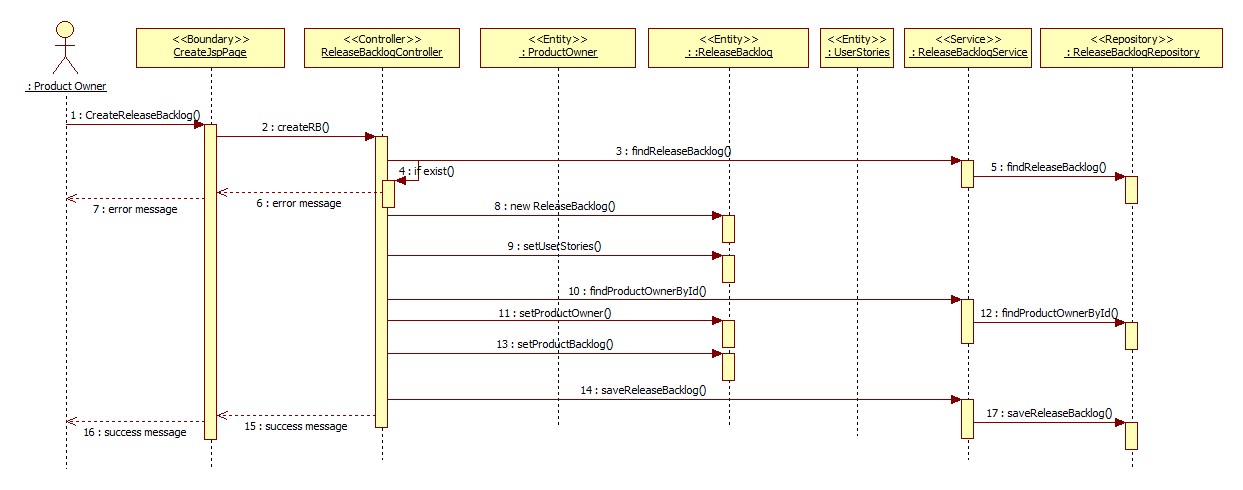 <<Boundary>>
CreateJspPage
<<Controller>>
ReleaseBacklogController
<<Entity>>
: ProductOwner
<<Entity>>
: :ReleaseBacklog
<<Entity>>
: UserStories
<<Service>>
: ReleaseBacklogService
<<Repository>>
: ReleaseBacklogRepository
: Product Owner
1 : CreateReleaseBacklog()
2 : createRB()
3 : findReleaseBacklog()
4 : if exist()
5 : findReleaseBacklog()
6 : error message
7 : error message
8 : new ReleaseBacklog()
9 : setUserStories()
10 : findProductOwnerById()
11 : setProductOwner()
12 : findProductOwnerById()
13 : setProductBacklog()
14 : saveReleaseBacklog()
17 : saveReleaseBacklog()
15 : success message
16 : success message